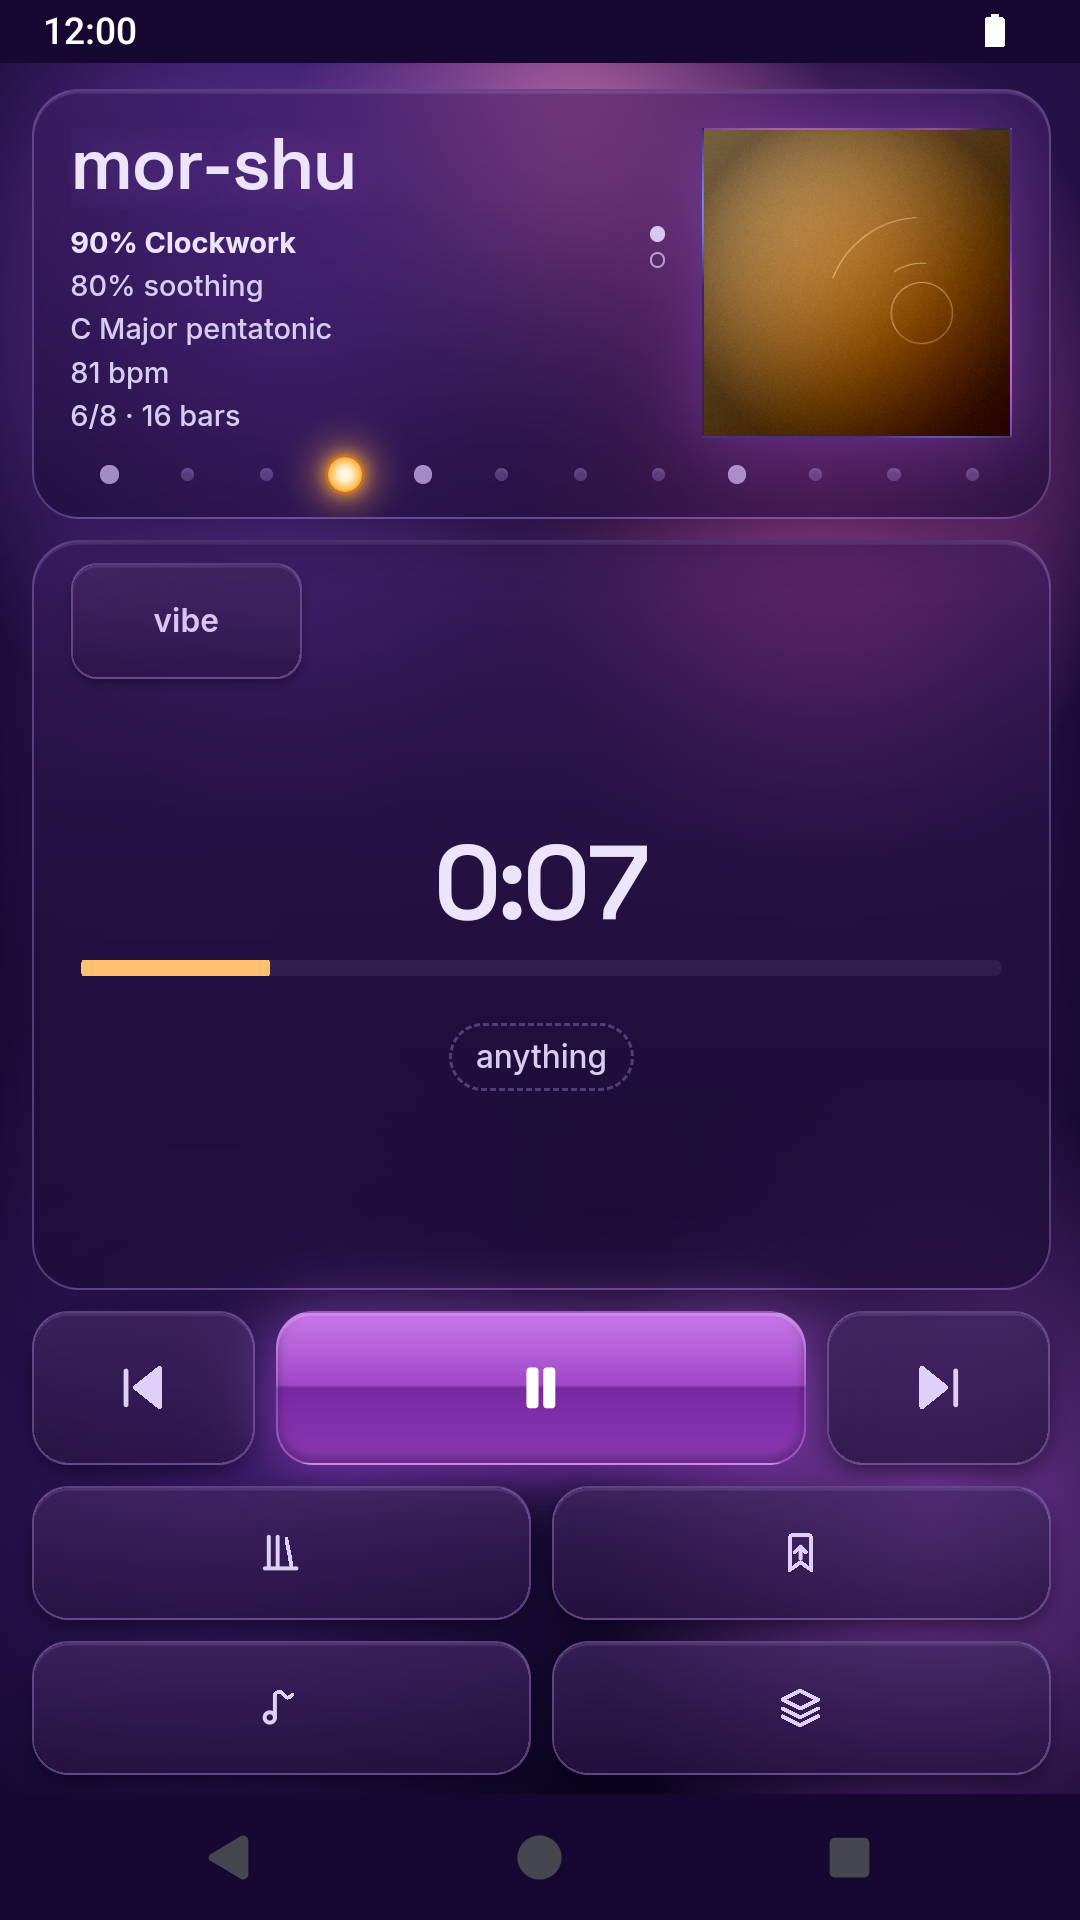 12:00
mor-shu
90% Clockwork
80% soothing
C Major pentatonic
81 bpm
6/8 · 16 bars
vibe
0:07
anything